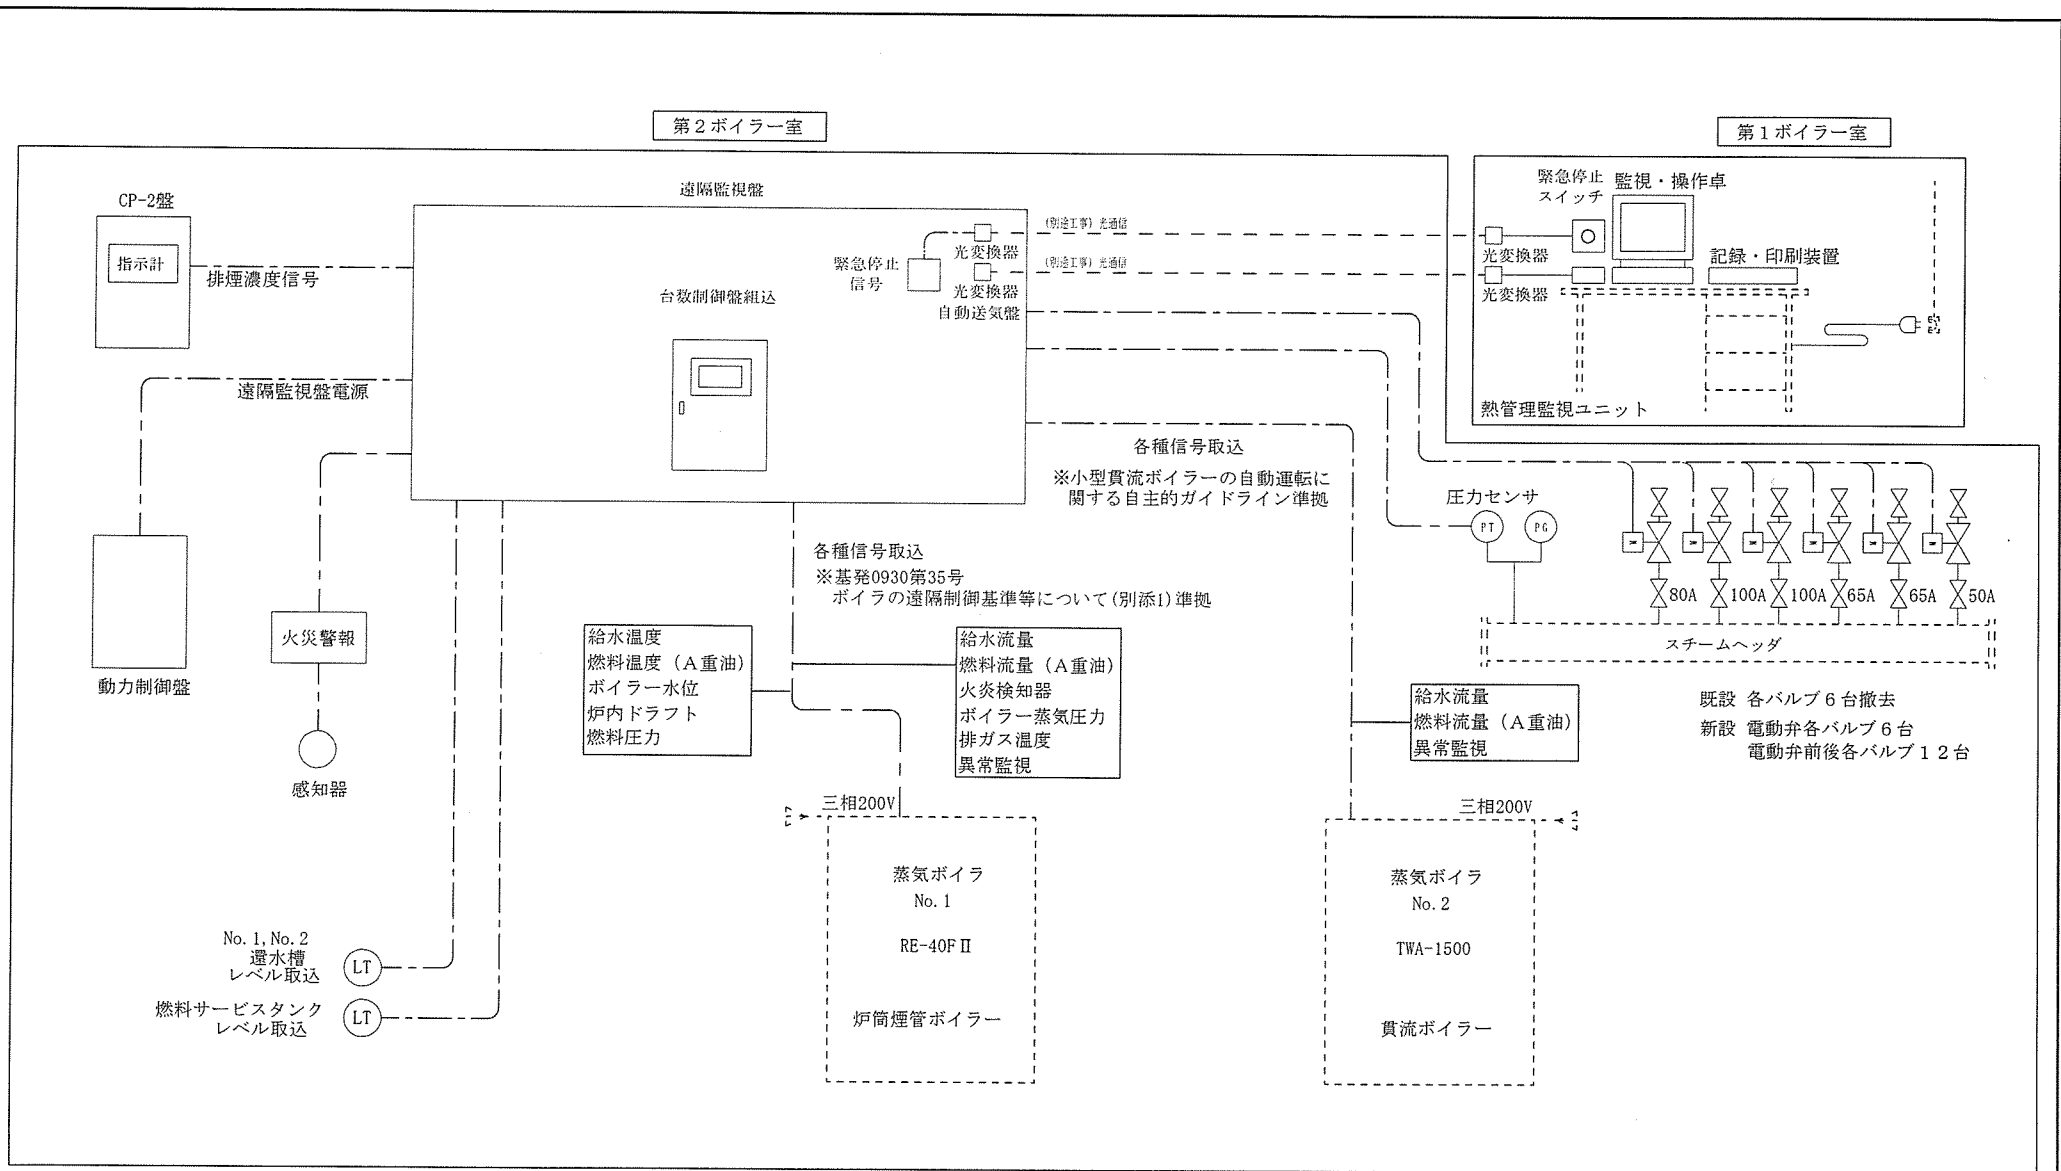 第２ボイラー室
第１ボイラー室
CP-2盤
指示計
排煙濃度信号
遠隔監視盤電源
動力制御盤
火災警報
感知器
No.1,No.2
還水槽
レベル取込
LT
燃料サービスタンク
レベル取込
LT
遠隔監視盤
台数制御盤組込
緊急停止
信号
光変換器
光変換器
自動送気盤
(別途工事) 光通信
(別途工事) 光通信
緊急停止
スイッチ
監視・操作卓
光変換器
光変換器
記録・印刷装置
熱管理監視ユニット
各種信号取込
※小型貫流ボイラーの自動運転に
関する自主的ガイドライン準拠
圧力センサ
PT
PG
80A
100A
100A
65A
65A
50A
スチームヘッダ
既設 各バルブ６台撤去
新設 電動弁各バルブ６台
電動弁前後各バルブ１２台
各種信号取込
※基発0930第35号
ボイラの遠隔制御基準等について(別添1)準拠
給水温度
燃料温度（Ａ重油）
ボイラー水位
炉内ドラフト
燃料圧力
給水流量
燃料流量（Ａ重油）
火炎検知器
ボイラー蒸気圧力
排ガス温度
異常監視
給水流量
燃料流量（Ａ重油）
異常監視
三相200V
蒸気ボイラ
No.1
RE-40FⅡ
炉筒煙管ボイラー
三相200V
蒸気ボイラ
No.2
TWA-1500
貫流ボイラー